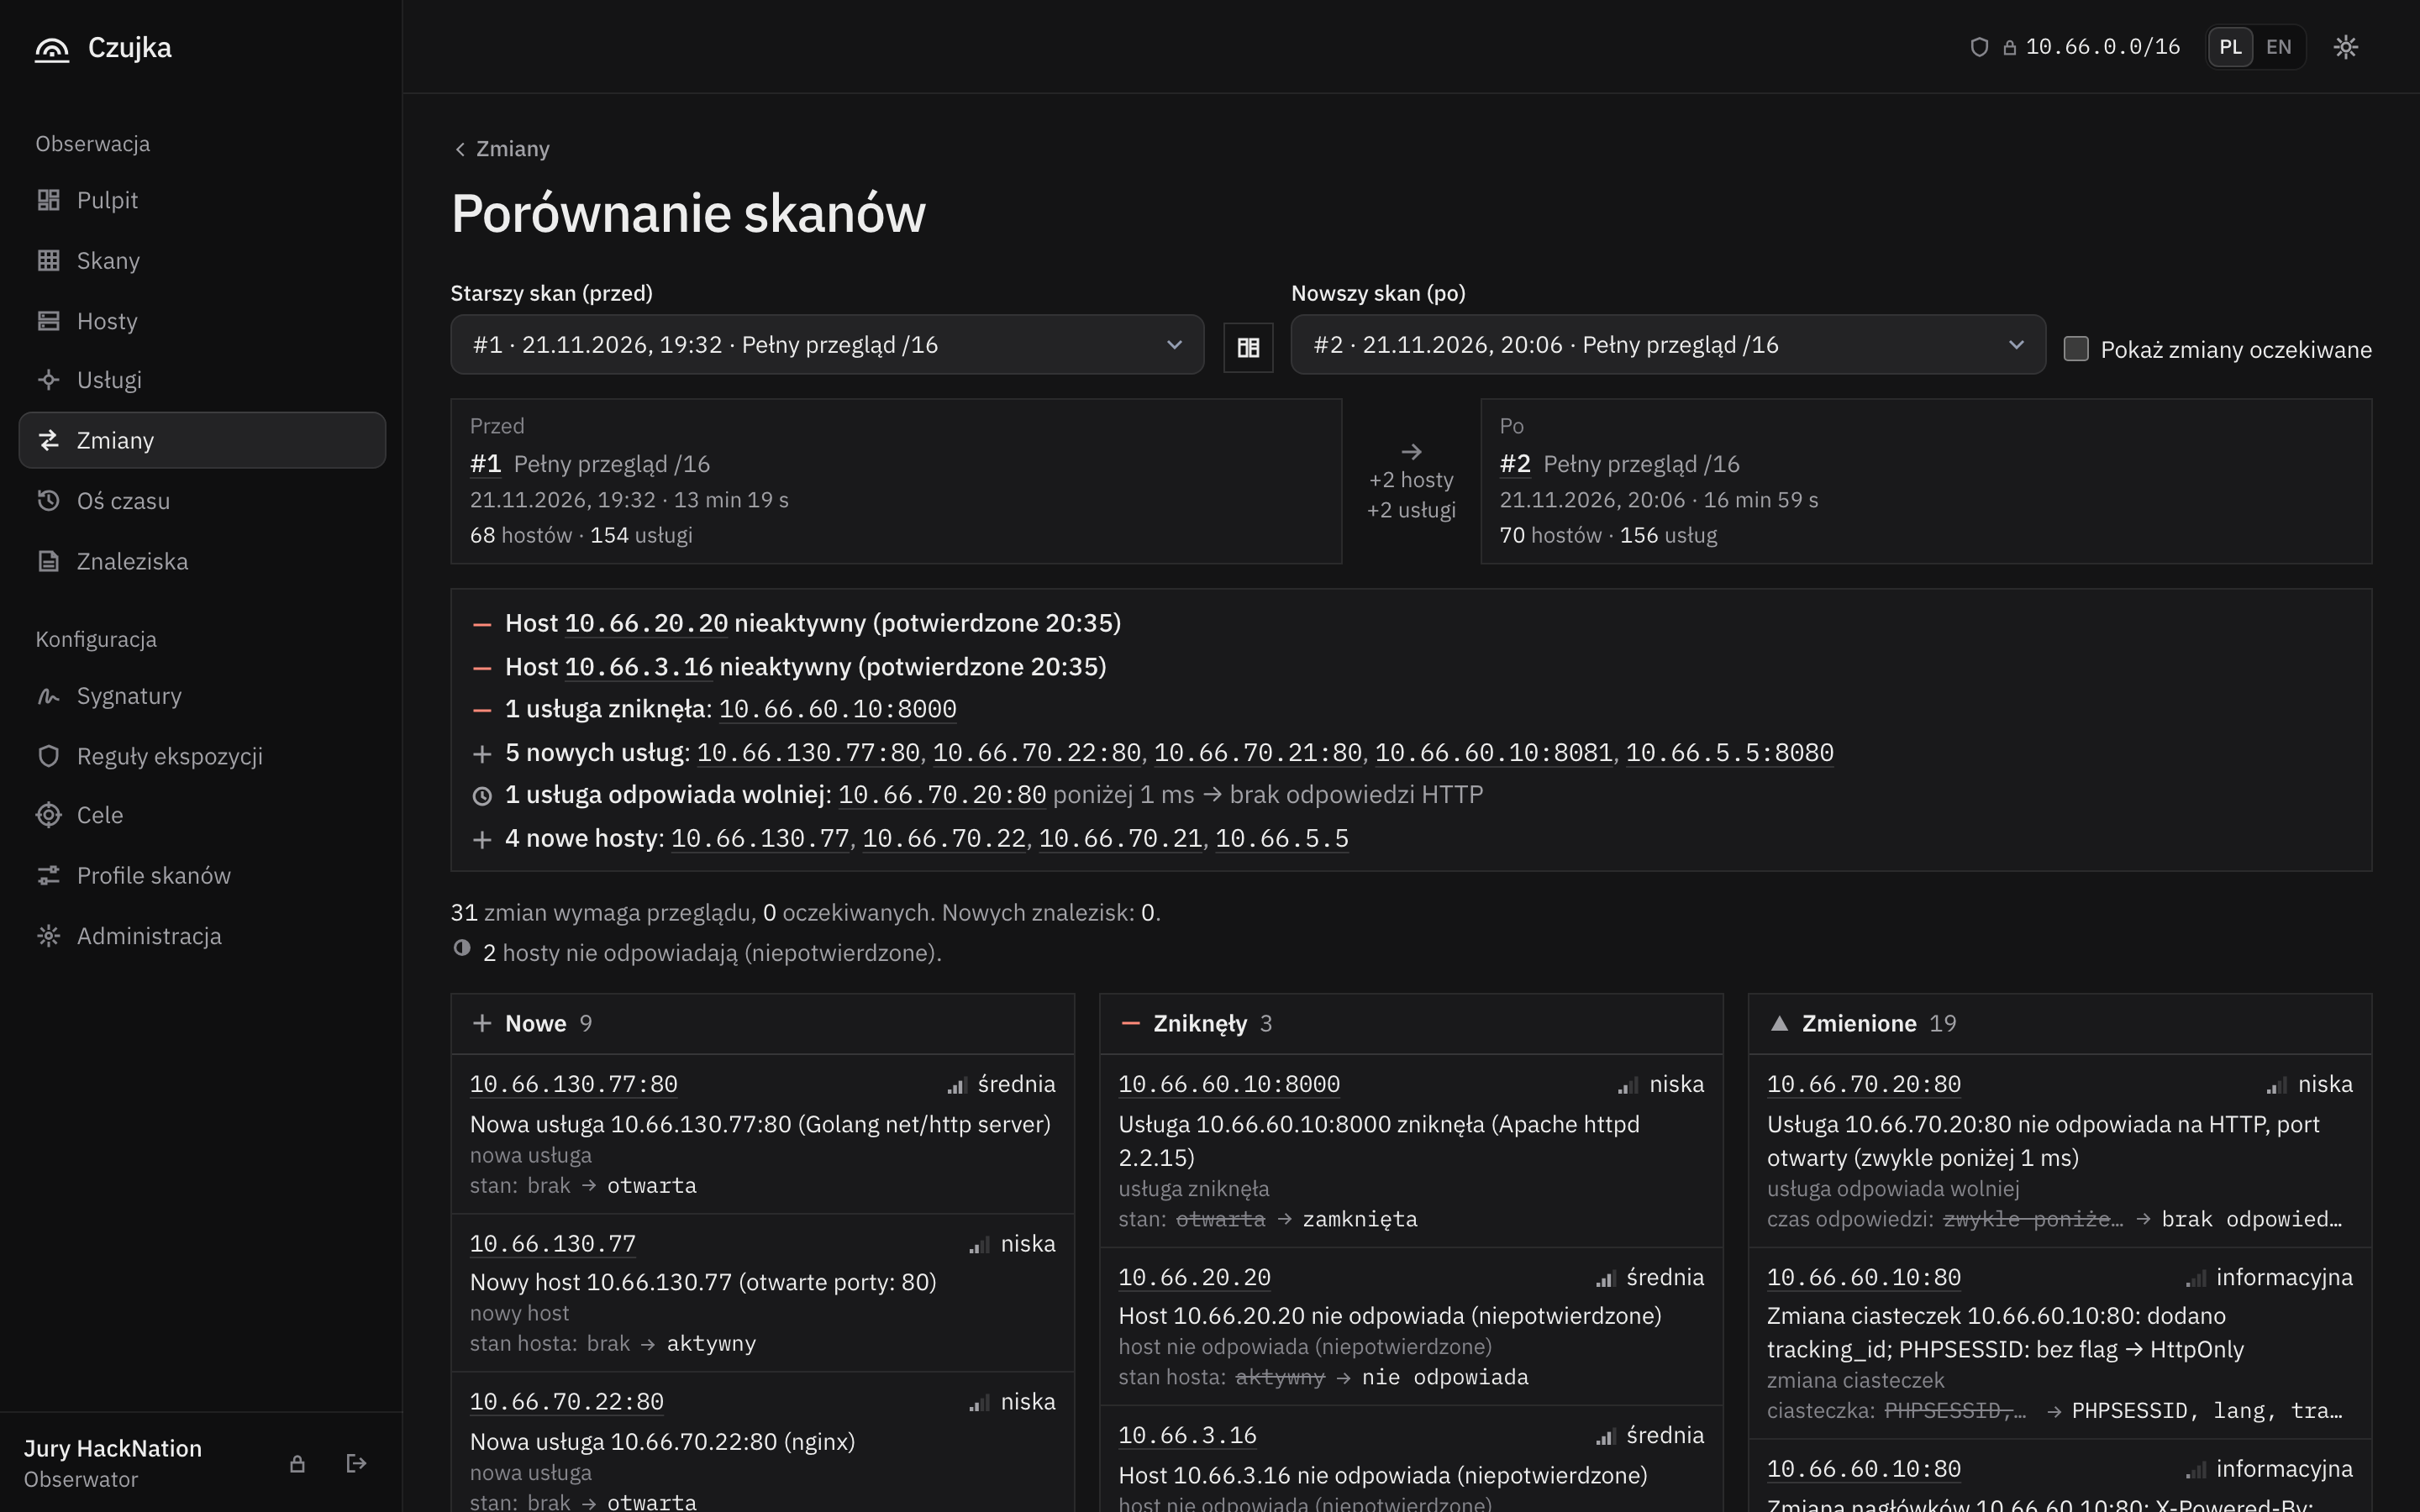 Czujka
10.66.0.0/16
PL EN
Obserwacja
Pulpit
Skany
Hosty
Usługi
Zmiany
Oś czasu
Znaleziska
Konfiguracja
Sygnatury
Reguły ekspozycji
Cele
Profile skanów
Administracja
Jury HackNation
Obserwator
Zmiany
Porównanie skanów
Starszy skan (przed)
#1 · 21.11.2026, 19:32 · Pełny przegląd /16
Nowszy skan (po)
#2 · 21.11.2026, 20:06 · Pełny przegląd /16
Pokaż zmiany oczekiwane
Przed
#1 Pełny przegląd /16
21.11.2026, 19:32 · 13 min 19 s
68 hostów · 154 usługi
→
+2 hosty
+2 usługi
Po
#2 Pełny przegląd /16
21.11.2026, 20:06 · 16 min 59 s
70 hostów · 156 usług
Host 10.66.20.20 nieaktywny (potwierdzone 20:35)
Host 10.66.3.16 nieaktywny (potwierdzone 20:35)
1 usługa zniknęła: 10.66.60.10:8000
5 nowych usług: 10.66.130.77:80, 10.66.70.22:80, 10.66.70.21:80, 10.66.60.10:8081, 10.66.5.5:8080
1 usługa odpowiada wolniej: 10.66.70.20:80 poniżej 1 ms → brak odpowiedzi HTTP
4 nowe hosty: 10.66.130.77, 10.66.70.22, 10.66.70.21, 10.66.5.5
31 zmian wymaga przeglądu, 0 oczekiwanych. Nowych znalezisk: 0.
2 hosty nie odpowiadają (niepotwierdzone).
Nowe 9
10.66.130.77:80 średnia
Nowa usługa 10.66.130.77:80 (Golang net/http server)
nowa usługa
stan: brak → otwarta
10.66.130.77 niska
Nowy host 10.66.130.77 (otwarte porty: 80)
nowy host
stan hosta: brak → aktywny
10.66.70.22:80 niska
Nowa usługa 10.66.70.22:80 (nginx)
nowa usługa
stan: brak → otwarta
Zniknęły 3
10.66.60.10:8000 niska
Usługa 10.66.60.10:8000 zniknęła (Apache httpd
2.2.15)
usługa zniknęła
stan: otwarta → zamknięta
10.66.20.20 średnia
Host 10.66.20.20 nie odpowiada (niepotwierdzone)
host nie odpowiada (niepotwierdzone)
stan hosta: aktywny → nie odpowiada
10.66.3.16 średnia
Host 10.66.3.16 nie odpowiada (niepotwierdzone)
host nie odpowiada (niepotwierdzone)
Zmienione 19
10.66.70.20:80 niska
Usługa 10.66.70.20:80 nie odpowiada na HTTP, port
otwarty (zwykle poniżej 1 ms)
usługa odpowiada wolniej
czas odpowiedzi: zwykle poniże… → brak odpowied…
10.66.60.10:80 informacyjna
Zmiana ciasteczek 10.66.60.10:80: dodano
tracking_id; PHPSESSID: bez flag → HttpOnly
zmiana ciasteczek
ciasteczka: PHPSESSID,… → PHPSESSID, lang, tra…
10.66.60.10:80 informacyjna
Zmiana nagłówków 10.66.60.10:80: X-Powered-By: